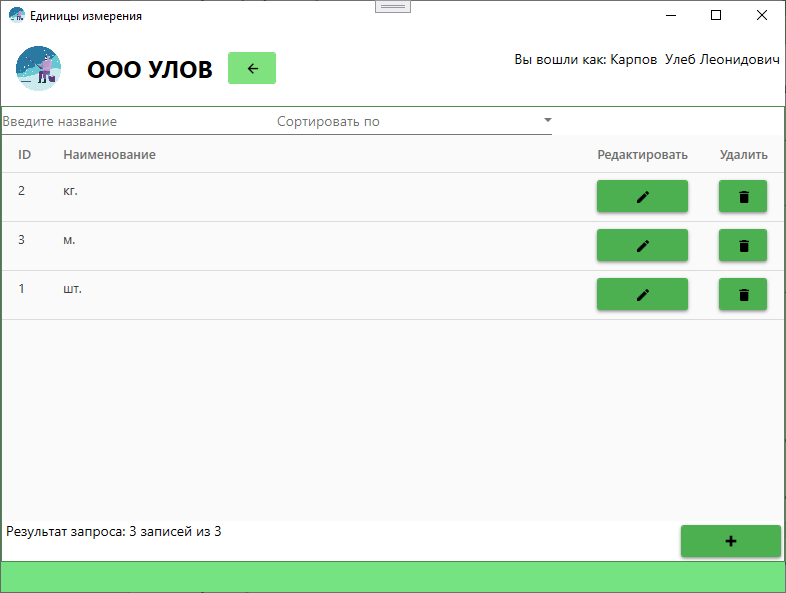 Единицы измерения
ООО УЛОВ
Вы вошли как: Карпов  Улеб Леонидович
Введите название
Сортировать по
ID Наименование Редактировать Удалить
2 кг.
3 м.
1 шт.
Результат запроса: 3 записей из 3